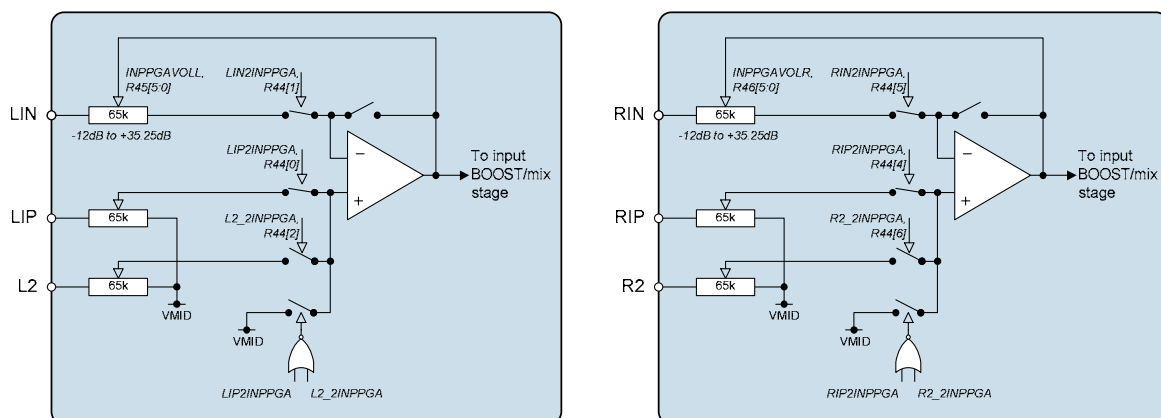 INPPGAVOLL,
R45[5:0]
LIN2INPPGA,
R44[1]
LIN
65k
-12dB to +35.25dB
LIP2INPPGA,
R44[0]
−
+
To input
BOOST/mix
stage
LIP
65k
L2_2INPPGA,
R44[2]
L2
65k
VMID
VMID
LIP2INPPGA
L2_2INPPGA
INPPGAVOLR,
R46[5:0]
RIN2INPPGA,
R44[5]
RIN
65k
-12dB to +35.25dB
RIP2INPPGA,
R44[4]
−
+
To input
BOOST/mix
stage
RIP
65k
R2_2INPPGA,
R44[6]
R2
65k
VMID
VMID
RIP2INPPGA
R2_2INPPGA